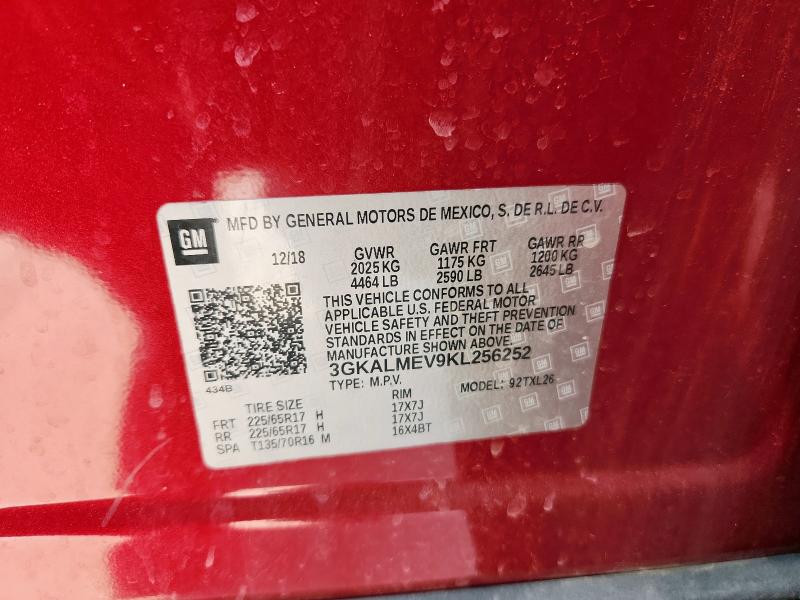 GM
MFD BY GENERAL MOTORS DE MEXICO, S. DE R.L. DE C.V.
12/18 GVWR GAWR FRT GAWR RR
2025 KG 1175 KG 1200 KG
4464 LB 2590 LB 2645 LB
THIS VEHICLE CONFORMS TO ALL
APPLICABLE U.S. FEDERAL MOTOR
VEHICLE SAFETY AND THEFT PREVENTION
STANDARDS IN EFFECT ON THE DATE OF
MANUFACTURE SHOWN ABOVE.
3GKALMEV9KL256252
434B
TYPE: M.P.V. MODEL: 92TXL26
TIRE SIZE RIM
FRT 225/65R17 H 17X7J
RR 225/65R17 H 17X7J
SPA T135/70R16 M 16X4BT